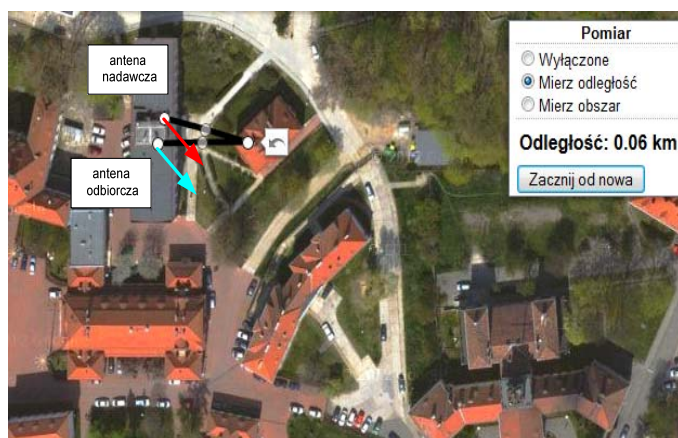 antena
nadawcza
antena
odbiorcza
Pomiar
Wyłączone
Mierz odległość
Mierz obszar
Odległość: 0.06 km
Zacznij od nowa